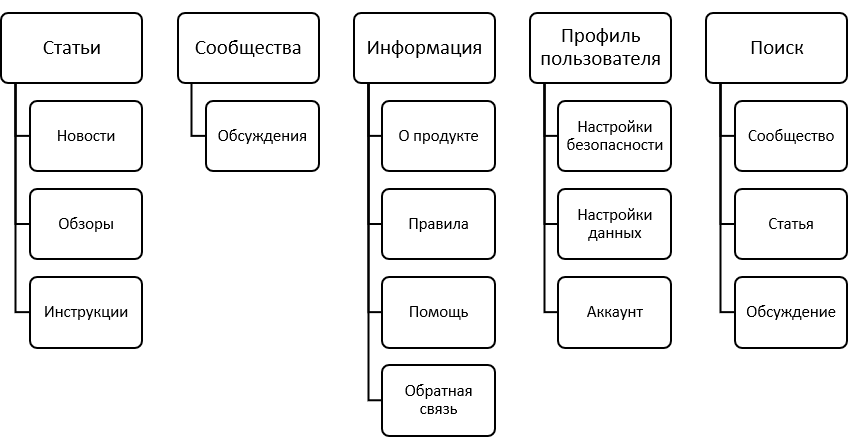 Статьи
Новости
Обзоры
Инструкции
Сообщества
Обсуждения
Информация
О продукте
Правила
Помощь
Обратная
связь
Профиль
пользователя
Настройки
безопасности
Настройки
данных
Аккаунт
Поиск
Сообщество
Статья
Обсуждение